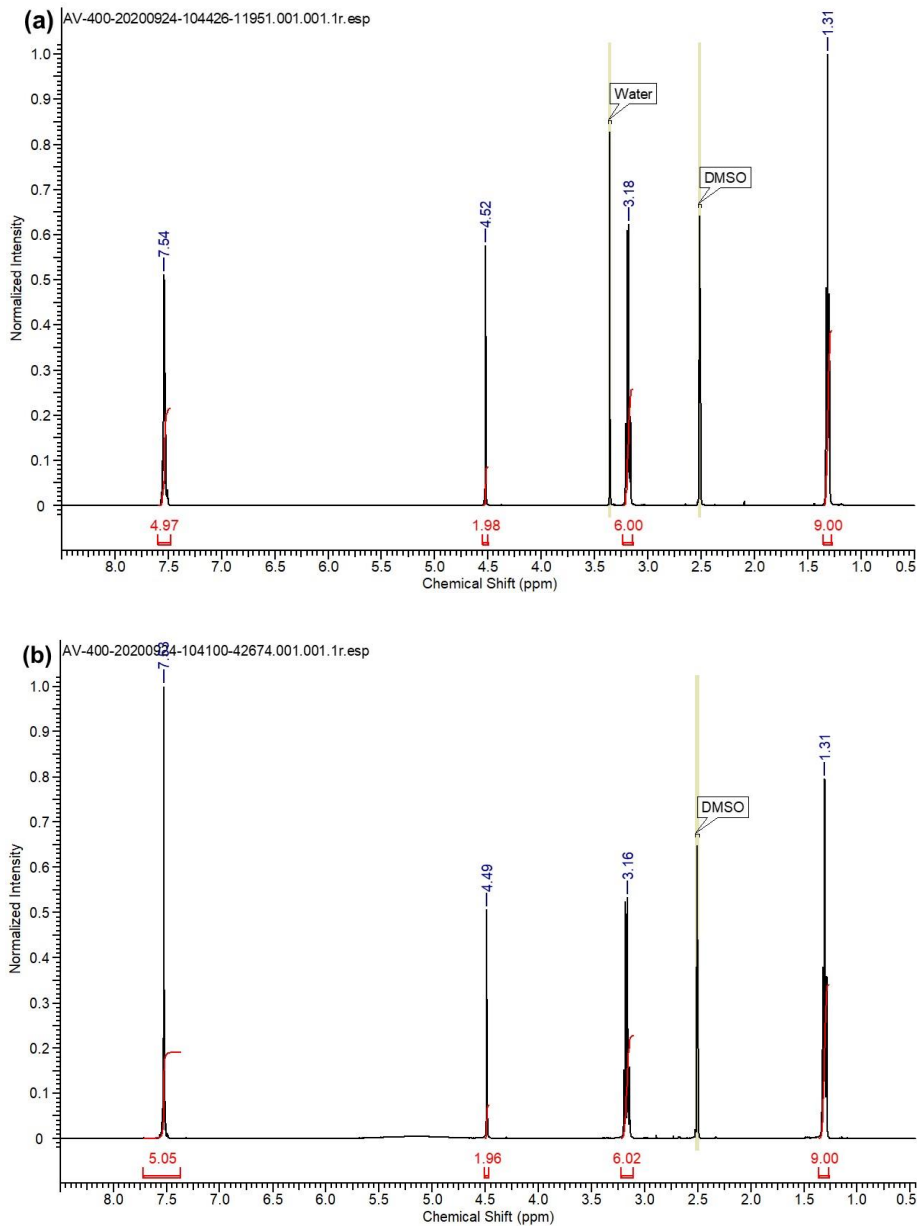 (a) AV-400-20200924-104426-11951.001.001.1r.esp
1.31
1.0
0.9
Water
0.8
0.7
DMSO
3.18
4.52
0.6
7.54
0.5
0.4
0.3
0.2
0.1
0
Normalized Intensity
4.97 1.98 6.00 9.00
8.0 7.5 7.0 6.5 6.0 5.5 5.0 4.5 4.0 3.5 3.0 2.5 2.0 1.5 1.0 0.5
Chemical Shift (ppm)
(b) AV-400-20200924-104100-42674.001.001.1r.esp
7.53
1.0
0.9
1.31
0.8
DMSO
0.7
0.6
3.16
4.49
0.5
0.4
0.3
0.2
0.1
0
Normalized Intensity
5.05 1.96 6.02 9.00
8.0 7.5 7.0 6.5 6.0 5.5 5.0 4.5 4.0 3.5 3.0 2.5 2.0 1.5 1.0 0.5
Chemical Shift (ppm)